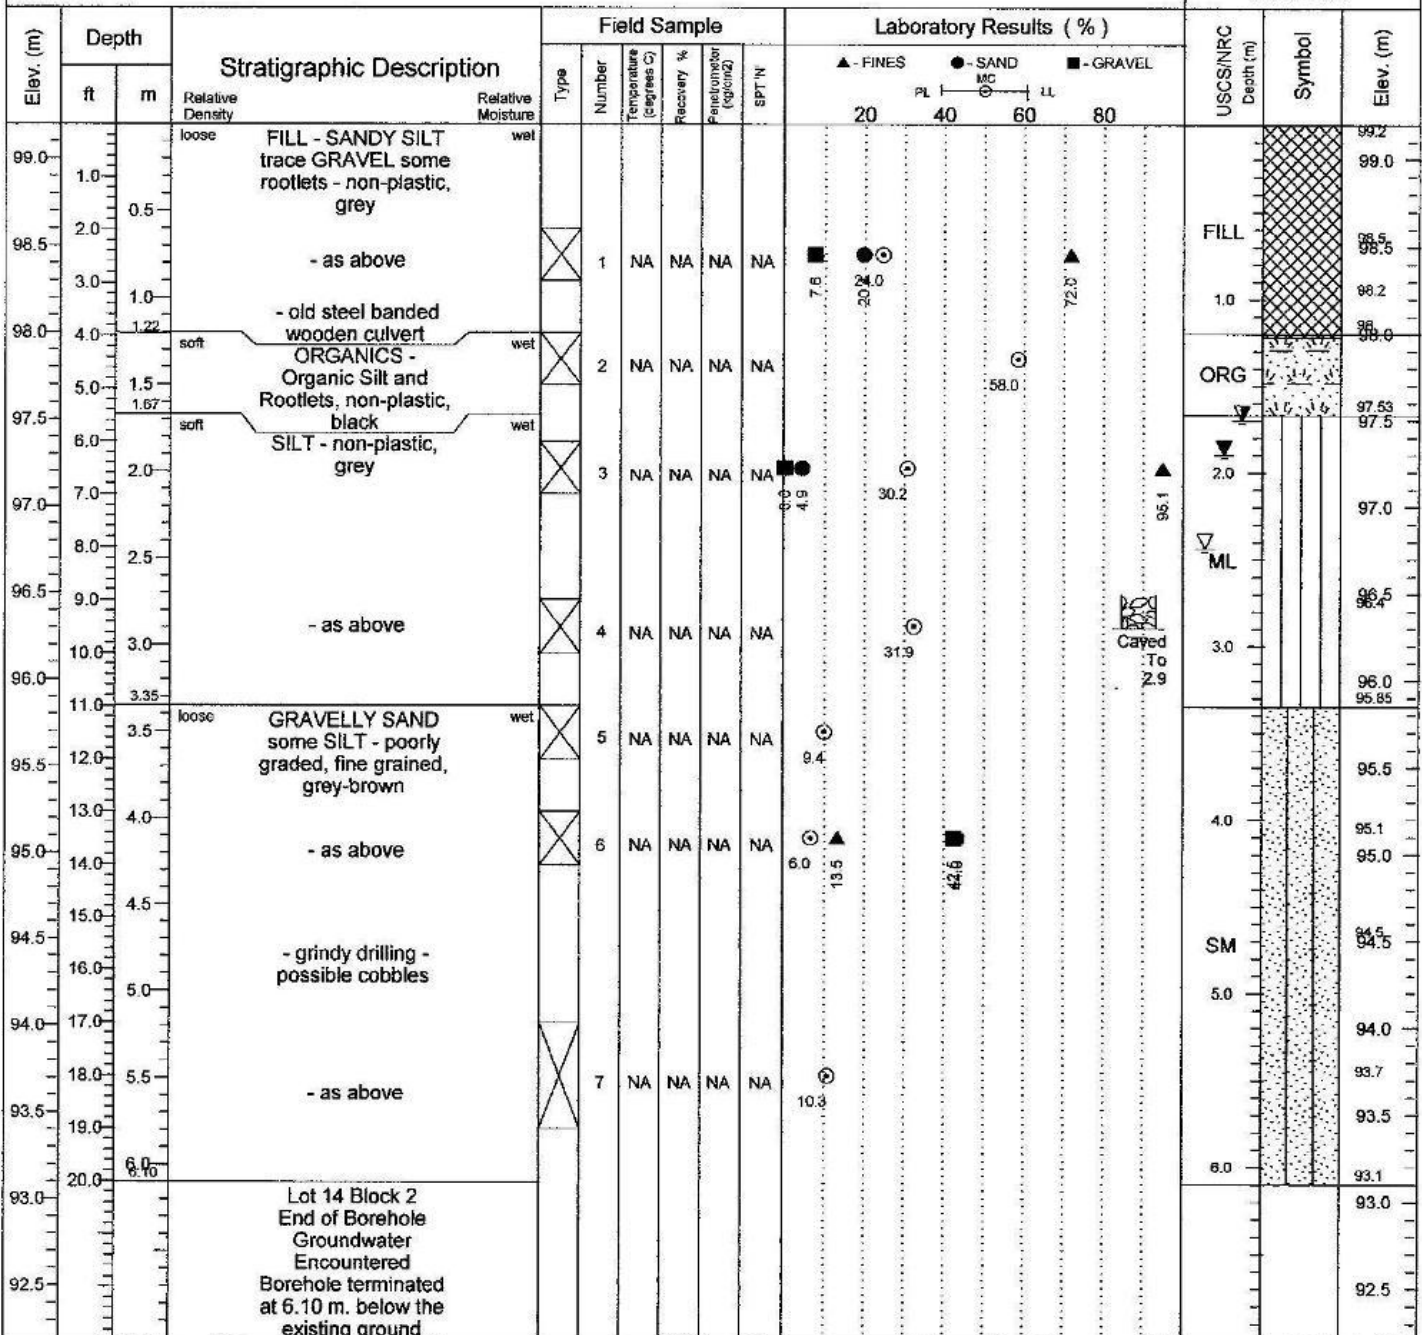 Field Sample
Laboratory Results ( % )
Elev. (m)
Depth
ft
m
Stratigraphic Description
Relative Density
Relative Moisture
Type
Number
Temperature (degrees C)
Recovery %
Penetrometer (kg/cm2)
SPT 'N'
▲ - FINES ● - SAND ■ - GRAVEL
PL MC LL
20 40 60 80
USCS/NRC
Depth (m)
Symbol
Elev. (m)
loose
FILL - SANDY SILT
wet
trace GRAVEL some
rootlets - non-plastic,
grey
- as above
1 NA NA NA NA
7.6 24.0 72.0
- old steel banded
wooden culvert
soft
wet
ORGANICS -
Organic Silt and
Rootlets, non-plastic,
black
2 NA NA NA NA
58.0
soft
wet
SILT - non-plastic,
grey
3 NA NA NA NA
0.0 4.9 30.2 95.1
- as above
4 NA NA NA NA
31.9
Caved
To
2.9
loose
GRAVELLY SAND
wet
some SILT - poorly
graded, fine grained,
grey-brown
5 NA NA NA NA
9.4
- as above
6 NA NA NA NA
6.0 13.5
- grindy drilling -
possible cobbles
- as above
7 NA NA NA NA
10.3
Lot 14 Block 2
End of Borehole
Groundwater
Encountered
Borehole terminated
at 6.10 m. below the
existing ground
99.0
98.5
98.0
97.5
97.0
96.5
96.0
95.5
95.0
94.5
94.0
93.5
93.0
92.5
1.0
2.0
3.0
4.0
5.0
6.0
7.0
8.0
9.0
10.0
11.0
12.0
13.0
14.0
15.0
16.0
17.0
18.0
19.0
20.0
0.5
1.0
1.22
1.5
1.67
2.0
2.5
3.0
3.35
3.5
4.0
4.5
5.0
5.5
6.0
6.10
FILL
1.0
ORG
2.0
ML
3.0
4.0
SM
5.0
6.0
99.2
99.0
98.5
98.5
98.2
98.0
97.53
97.5
97.0
96.5
96.4
96.0
95.85
95.5
95.1
95.0
94.5
94.5
94.0
93.7
93.5
93.1
93.0
92.5